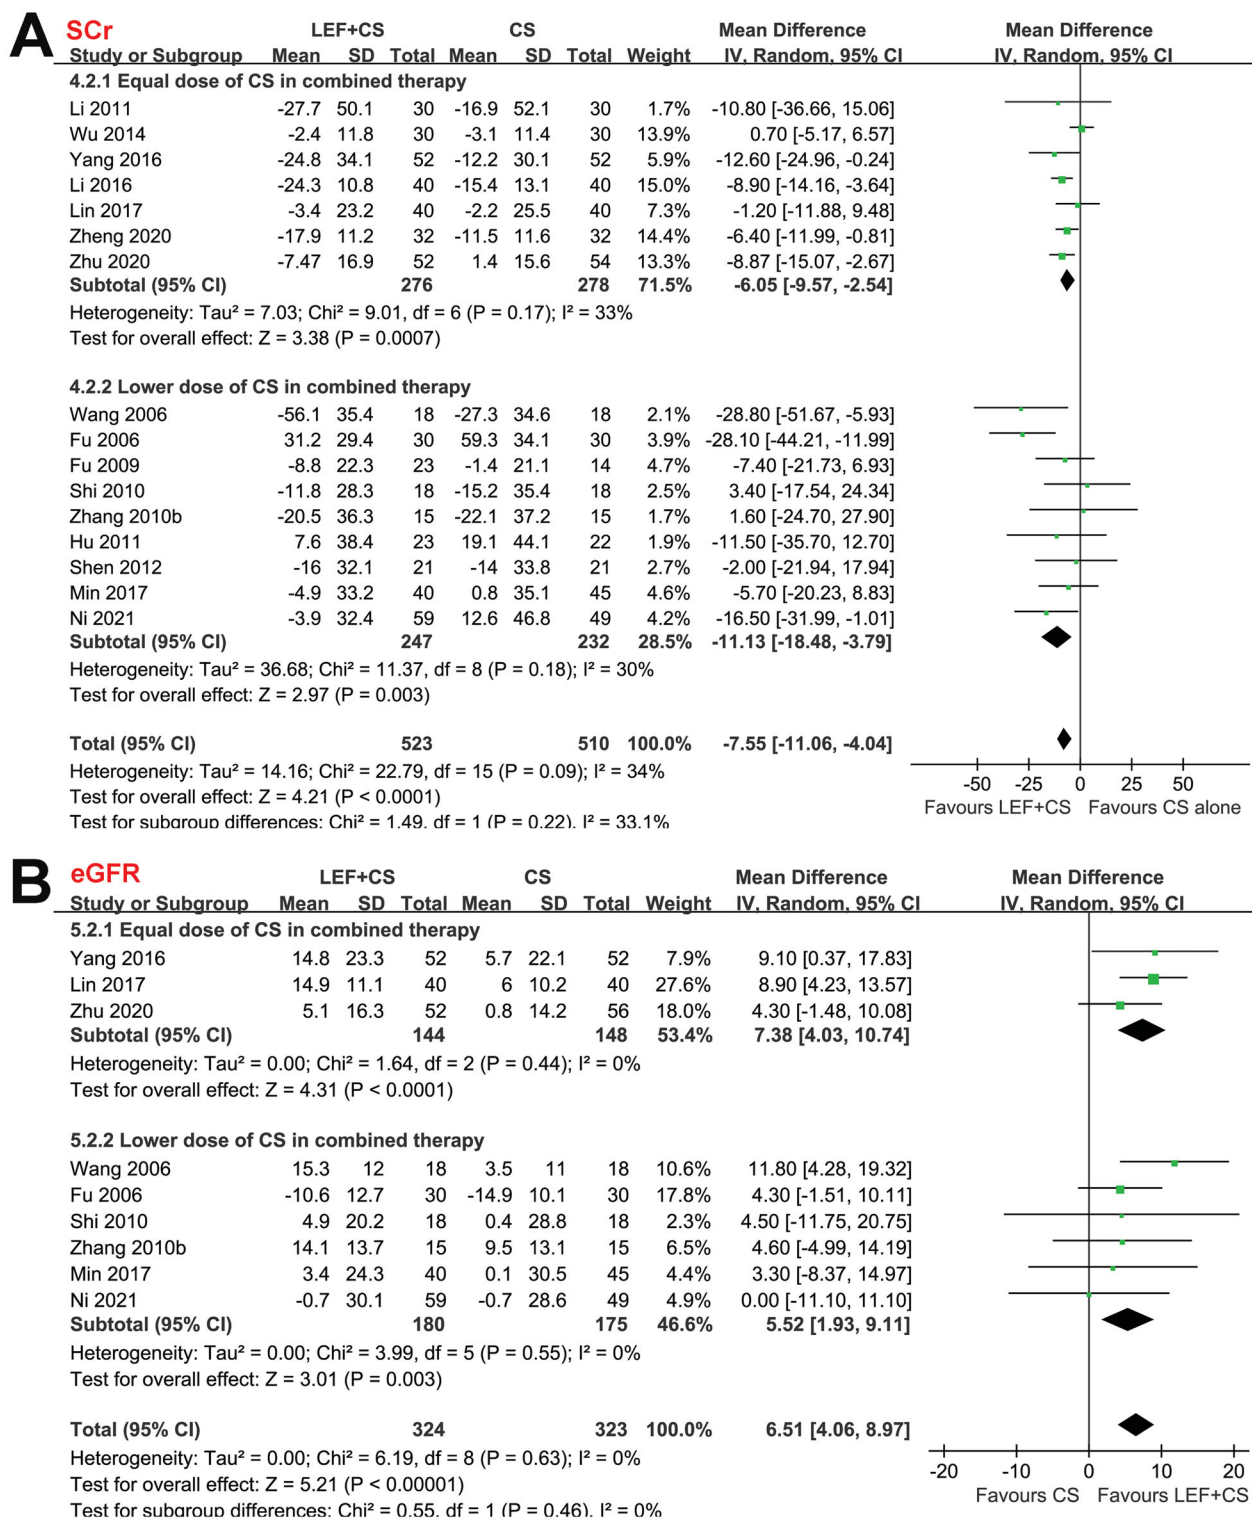 A SCr LEF+CS CS Mean Difference Mean Difference
Study or Subgroup Mean SD Total Mean SD Total Weight IV, Random, 95% CI IV, Random, 95% CI
4.2.1 Equal dose of CS in combined therapy
Li 2011 -27.7 50.1 30 -16.9 52.1 30 1.7% -10.80 [-36.66, 15.06]
Wu 2014 -2.4 11.8 30 -3.1 11.4 30 13.9% 0.70 [-5.17, 6.57]
Yang 2016 -24.8 34.1 52 -12.2 30.1 52 5.9% -12.60 [-24.96, -0.24]
Li 2016 -24.3 10.8 40 -15.4 13.1 40 15.0% -8.90 [-14.16, -3.64]
Lin 2017 -3.4 23.2 40 -2.2 25.5 40 7.3% -1.20 [-11.88, 9.48]
Zheng 2020 -17.9 11.2 32 -11.5 11.6 32 14.4% -6.40 [-11.99, -0.81]
Zhu 2020 -7.47 16.9 52 1.4 15.6 54 13.3% -8.87 [-15.07, -2.67]
Subtotal (95% CI) 276 278 71.5% -6.05 [-9.57, -2.54]
Heterogeneity: Tau² = 7.03; Chi² = 9.01, df = 6 (P = 0.17); I² = 33%
Test for overall effect: Z = 3.38 (P = 0.0007)
4.2.2 Lower dose of CS in combined therapy
Wang 2006 -56.1 35.4 18 -27.3 34.6 18 2.1% -28.80 [-51.67, -5.93]
Fu 2006 31.2 29.4 30 59.3 34.1 30 3.9% -28.10 [-44.21, -11.99]
Fu 2009 -8.8 22.3 23 -1.4 21.1 14 4.7% -7.40 [-21.73, 6.93]
Shi 2010 -11.8 28.3 18 -15.2 35.4 18 2.5% 3.40 [-17.54, 24.34]
Zhang 2010b -20.5 36.3 15 -22.1 37.2 15 1.7% 1.60 [-24.70, 27.90]
Hu 2011 7.6 38.4 23 19.1 44.1 22 1.9% -11.50 [-35.70, 12.70]
Shen 2012 -16 32.1 21 -14 33.8 21 2.7% -2.00 [-21.94, 17.94]
Min 2017 -4.9 33.2 40 0.8 35.1 45 4.6% -5.70 [-20.23, 8.83]
Ni 2021 -3.9 32.4 59 12.6 46.8 49 4.2% -16.50 [-31.99, -1.01]
Subtotal (95% CI) 247 232 28.5% -11.13 [-18.48, -3.79]
Heterogeneity: Tau² = 36.68; Chi² = 11.37, df = 8 (P = 0.18); I² = 30%
Test for overall effect: Z = 2.97 (P = 0.003)
Total (95% CI) 523 510 100.0% -7.55 [-11.06, -4.04]
Heterogeneity: Tau² = 14.16; Chi² = 22.79, df = 15 (P = 0.09); I² = 34%
Test for overall effect: Z = 4.21 (P < 0.0001)
Test for subgroup differences: Chi² = 1.49, df = 1 (P = 0.22), I² = 33.1%
-50 -25 0 25 50
Favours LEF+CS Favours CS alone
B eGFR LEF+CS CS Mean Difference Mean Difference
Study or Subgroup Mean SD Total Mean SD Total Weight IV, Random, 95% CI IV, Random, 95% CI
5.2.1 Equal dose of CS in combined therapy
Yang 2016 14.8 23.3 52 5.7 22.1 52 7.9% 9.10 [0.37, 17.83]
Lin 2017 14.9 11.1 40 6 10.2 40 27.6% 8.90 [4.23, 13.57]
Zhu 2020 5.1 16.3 52 0.8 14.2 56 18.0% 4.30 [-1.48, 10.08]
Subtotal (95% CI) 144 148 53.4% 7.38 [4.03, 10.74]
Heterogeneity: Tau² = 0.00; Chi² = 1.64, df = 2 (P = 0.44); I² = 0%
Test for overall effect: Z = 4.31 (P < 0.0001)
5.2.2 Lower dose of CS in combined therapy
Wang 2006 15.3 12 18 3.5 11 18 10.6% 11.80 [4.28, 19.32]
Fu 2006 -10.6 12.7 30 -14.9 10.1 30 17.8% 4.30 [-1.51, 10.11]
Shi 2010 4.9 20.2 18 0.4 28.8 18 2.3% 4.50 [-11.75, 20.75]
Zhang 2010b 14.1 13.7 15 9.5 13.1 15 6.5% 4.60 [-4.99, 14.19]
Min 2017 3.4 24.3 40 0.1 30.5 45 4.4% 3.30 [-8.37, 14.97]
Ni 2021 -0.7 30.1 59 -0.7 28.6 49 4.9% 0.00 [-11.10, 11.10]
Subtotal (95% CI) 180 175 46.6% 5.52 [1.93, 9.11]
Heterogeneity: Tau² = 0.00; Chi² = 3.99, df = 5 (P = 0.55); I² = 0%
Test for overall effect: Z = 3.01 (P = 0.003)
Total (95% CI) 324 323 100.0% 6.51 [4.06, 8.97]
Heterogeneity: Tau² = 0.00; Chi² = 6.19, df = 8 (P = 0.63); I² = 0%
Test for overall effect: Z = 5.21 (P < 0.00001)
Test for subgroup differences: Chi² = 0.55, df = 1 (P = 0.46), I² = 0%
-20 -10 0 10 20
Favours CS Favours LEF+CS